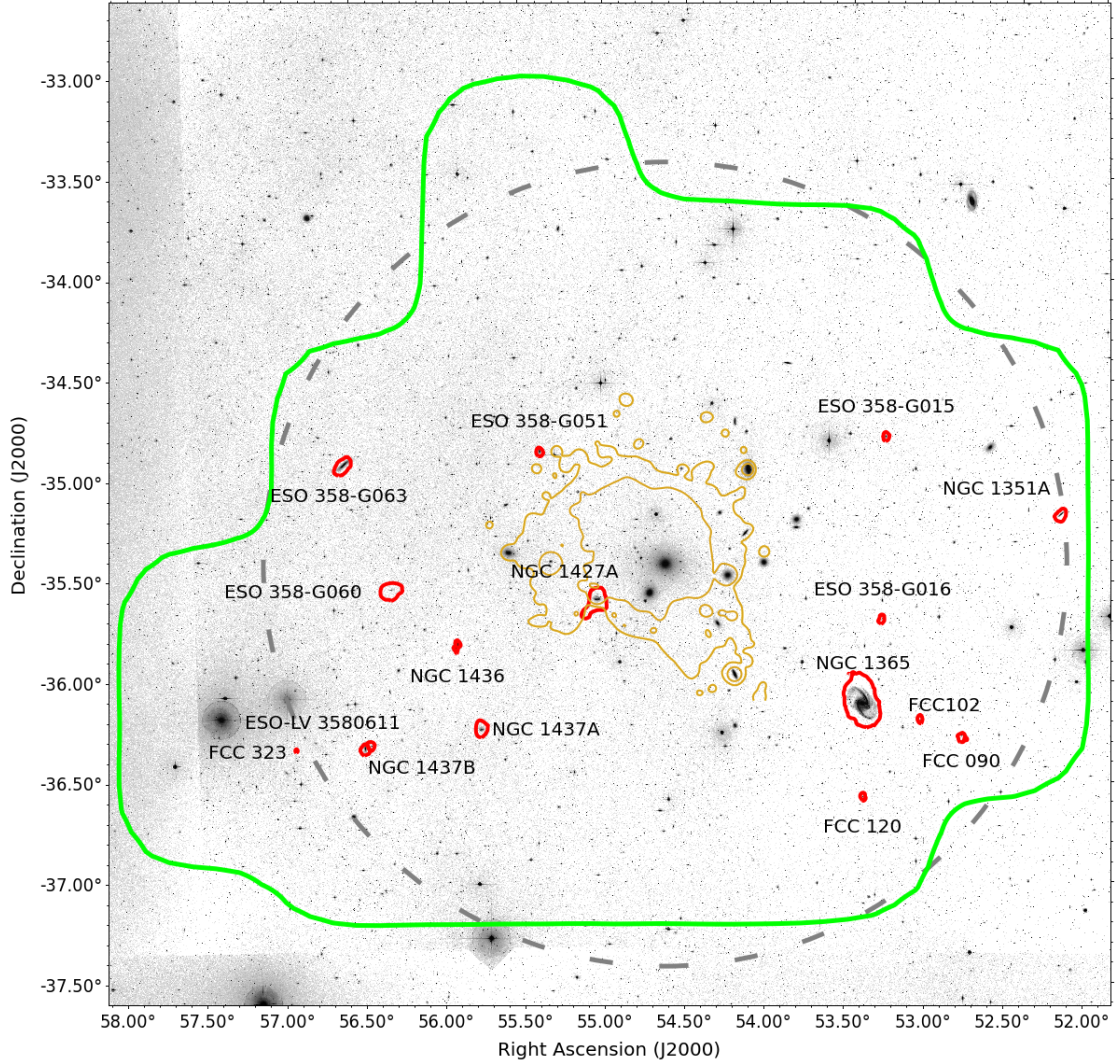 -33.00°
-33.50°
-34.00°
-34.50°
-35.00°
-35.50°
-36.00°
-36.50°
-37.00°
-37.50°
Declination (J2000)
ESO 358-G015
ESO 358-G051
NGC 1351A
ESO 358-G063
NGC 1427A
ESO 358-G060
ESO 358-G016
NGC 1365
NGC 1436
FCC102
ESO-LV 3580611
NGC 1437A
FCC 323
FCC 090
NGC 1437B
FCC 120
58.00° 57.00° 56.50° 56.00° 55.50° 55.00° 54.50° 54.00° 53.50° 53.00° 52.50° 52.00°
Right Ascension (J2000)